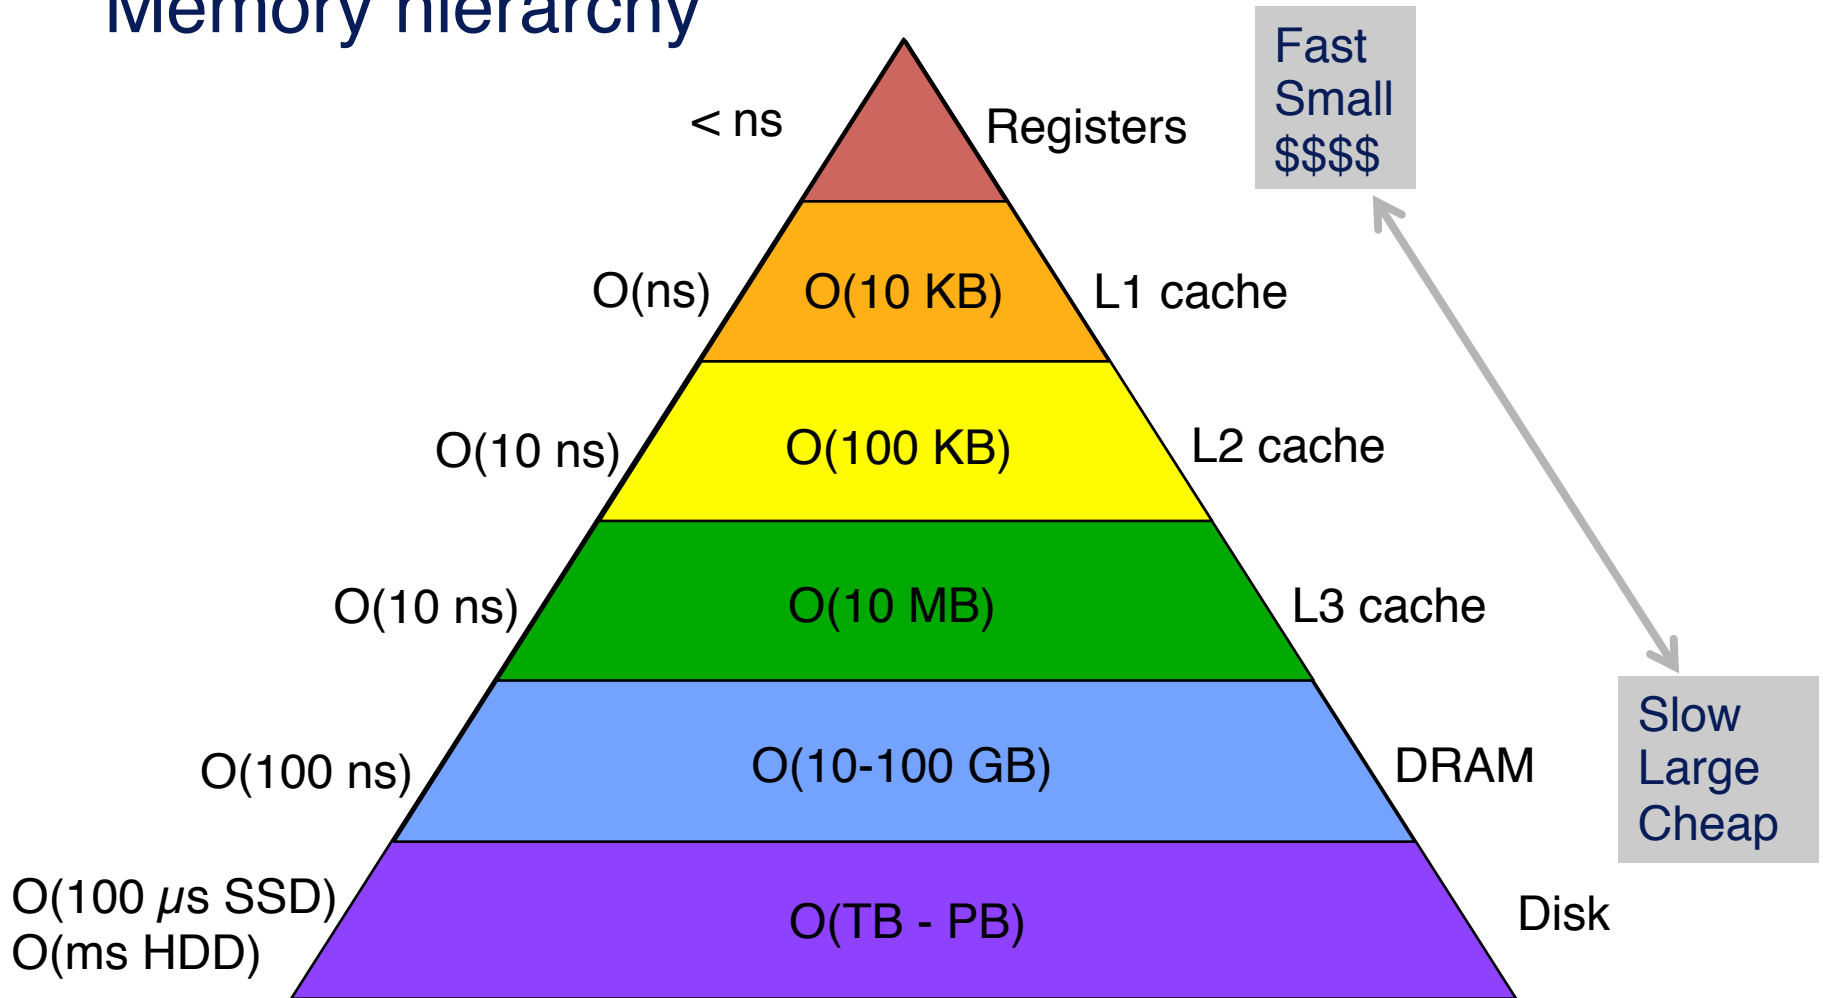 Memory hierarchy
Fast
Small
$$$$
< ns
Registers
O(ns)
O(10 KB)
L1 cache
O(10 ns)
O(100 KB)
L2 cache
O(10 ns)
O(10 MB)
L3 cache
O(100 ns)
O(10-100 GB)
DRAM
Slow
Large
Cheap
O(100 µs SSD)
O(ms HDD)
O(TB - PB)
Disk